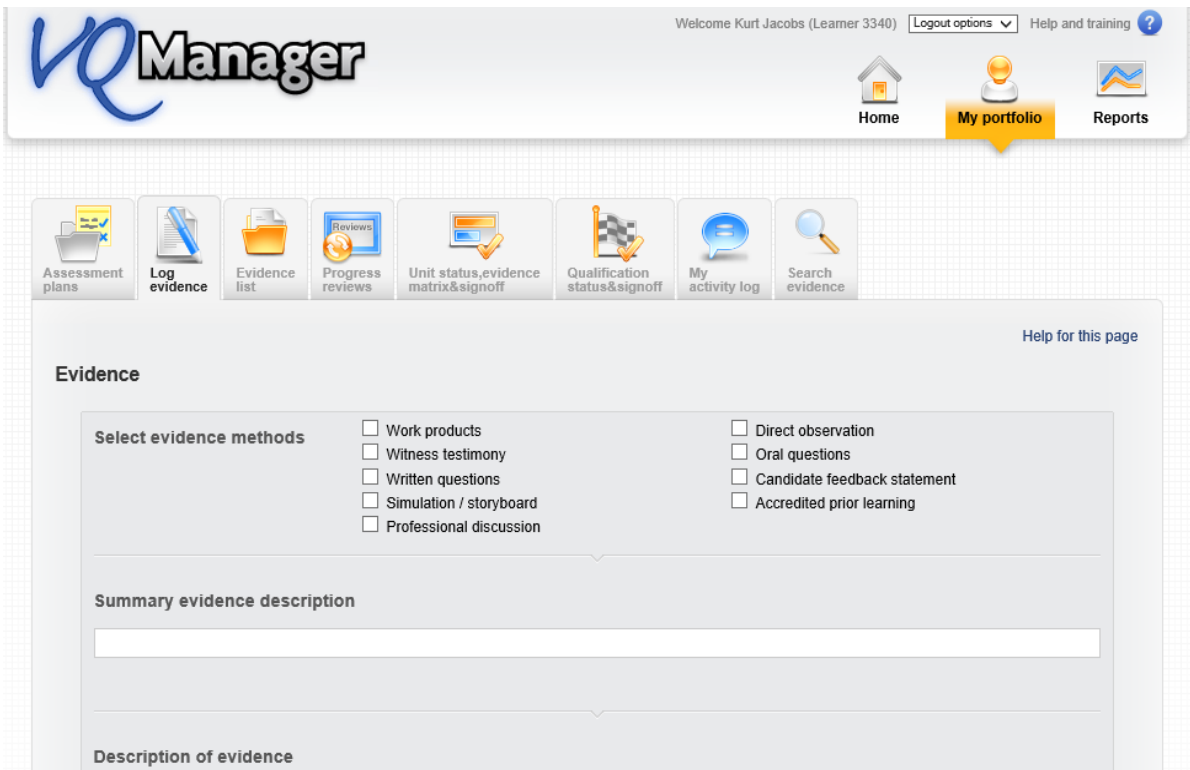 Welcome Kurt Jacobs (Learner 3340) Logout options Help and training ?
VQManager
Home My portfolio Reports
Assessment plans
Log evidence
Evidence list
Reviews
Progress reviews
Unit status,evidence matrix&signoff
Qualification status&signoff
My activity log
Search evidence
Help for this page
Evidence
Select evidence methods
Work products
Witness testimony
Written questions
Simulation / storyboard
Professional discussion
Direct observation
Oral questions
Candidate feedback statement
Accredited prior learning
Summary evidence description
Description of evidence